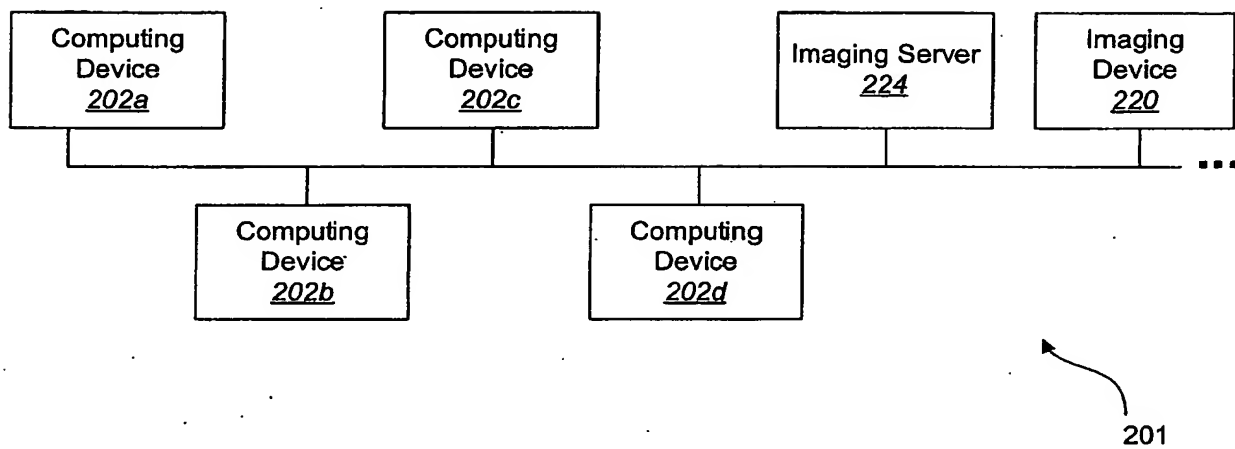 Computing
Device
202a
Computing
Device
202c
Imaging Server
224
Imaging
Device
220
...
Computing
Device
202b
Computing
Device
202d
201